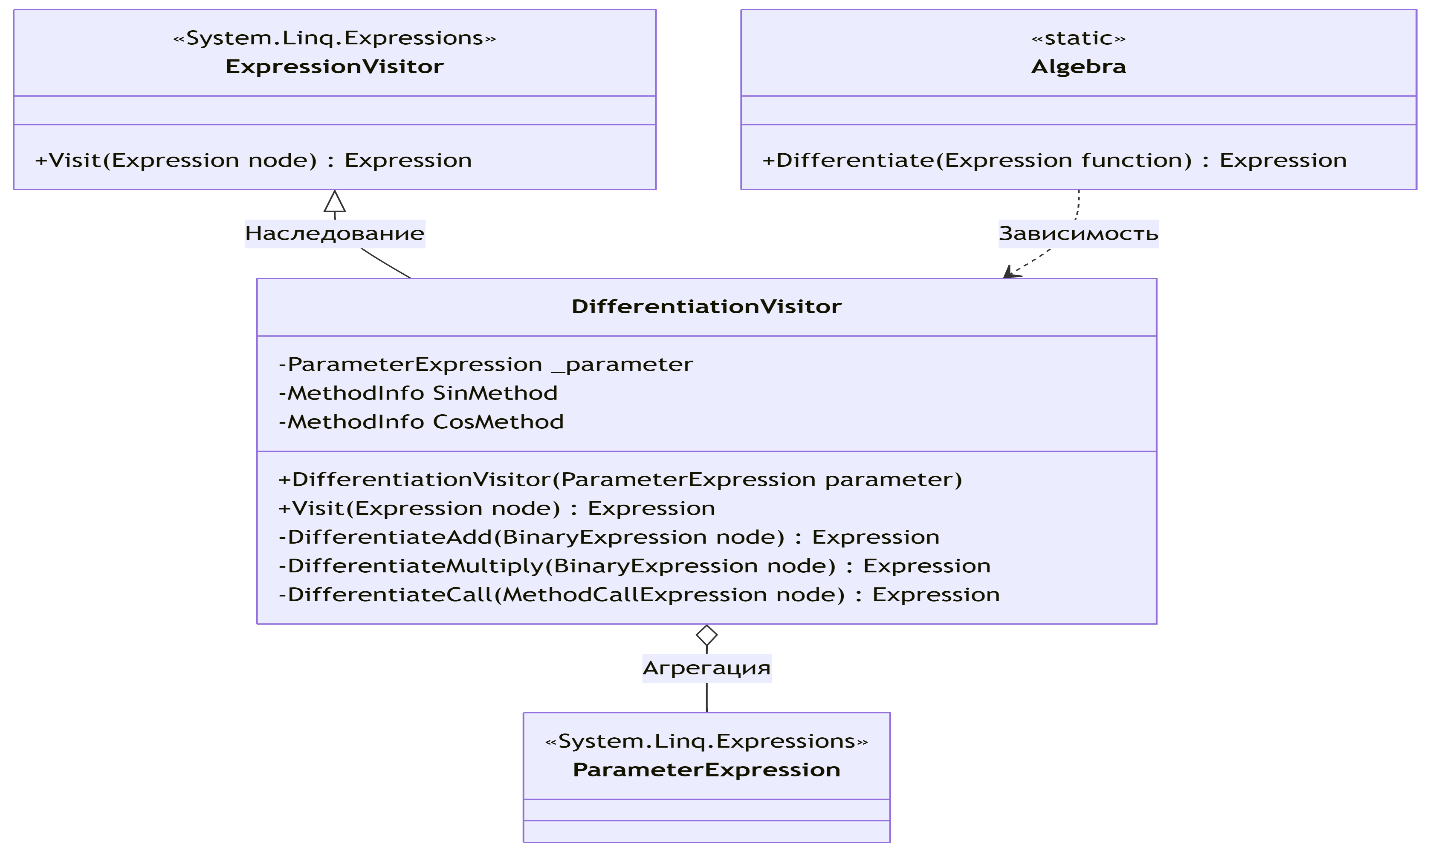 «System.Linq.Expressions»
ExpressionVisitor
+Visit(Expression node) : Expression
«static»
Algebra
+Differentiate(Expression function) : Expression
Наследование
Зависимость
DifferentiationVisitor
-ParameterExpression _parameter
-MethodInfo SinMethod
-MethodInfo CosMethod
+DifferentiationVisitor(ParameterExpression parameter)
+Visit(Expression node) : Expression
-DifferentiateAdd(BinaryExpression node) : Expression
-DifferentiateMultiply(BinaryExpression node) : Expression
-DifferentiateCall(MethodCallExpression node) : Expression
Агрегация
«System.Linq.Expressions»
ParameterExpression